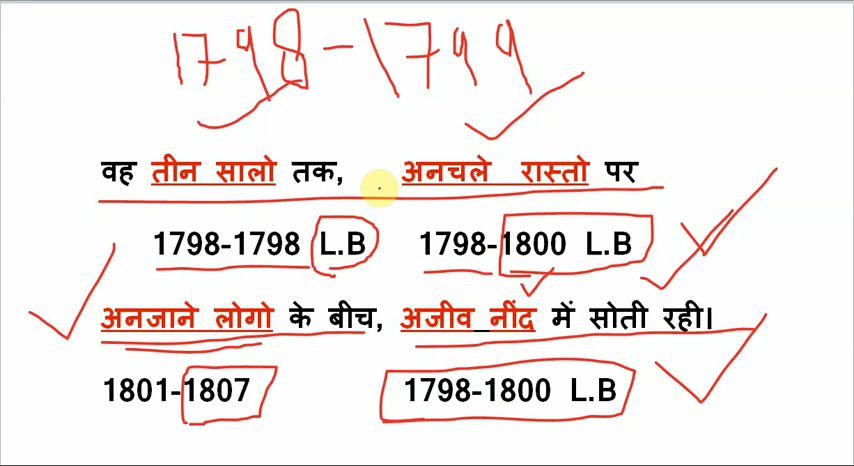 1798-1799
वह तीन सालो तक, अनचले रास्तो पर
1798-1798 L.B 1798-1800 L.B
अनजाने लोगो के बीच, अजीव नींद में सोती रही।
1801-1807 1798-1800 L.B